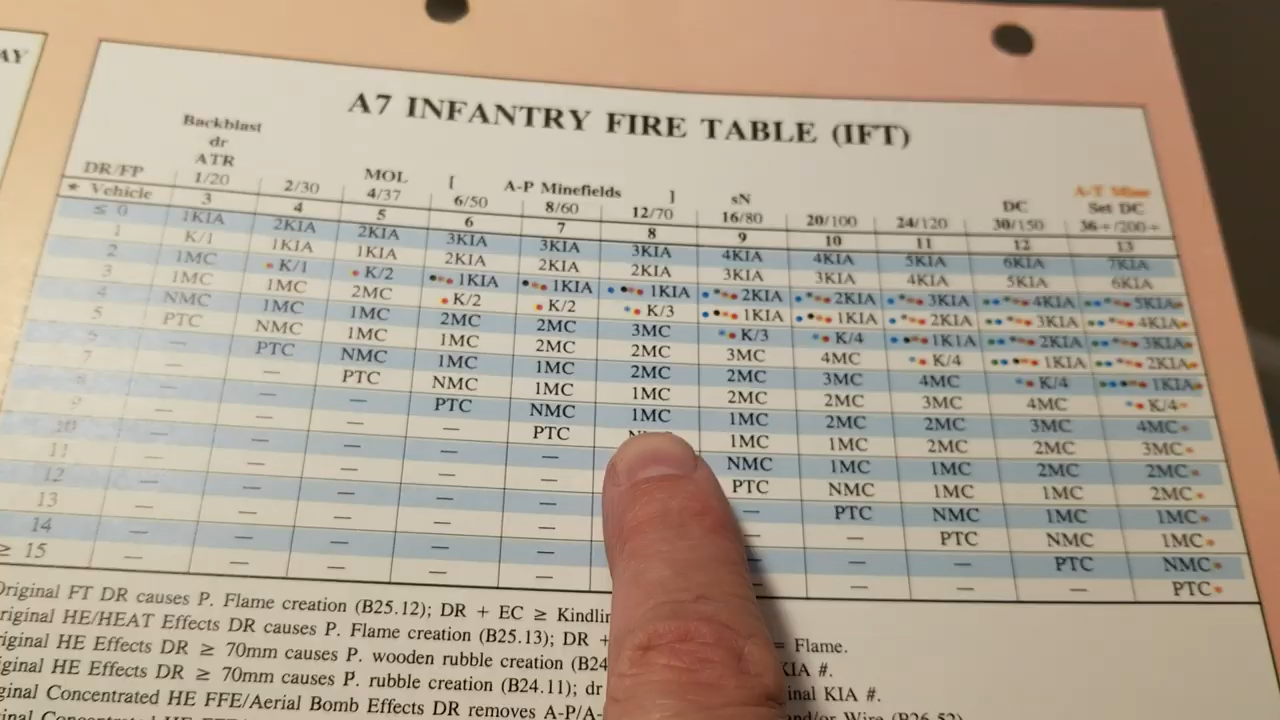 AY
A7 INFANTRY FIRE TABLE (IFT)
Backblast
dr
ATR MOL [ A-P Minefields ] sN DC A-T Mine Set DC
DR/FP 1/20 2/30 4/37 6/50 8/60 12/70 16/80 20/100 24/120 30/150 36+/200+
* Vehicle 3 4 5 6 7 8 9 10 11 12 13
≤ 0 1KIA 2KIA 2KIA 3KIA 3KIA 3KIA 4KIA 4KIA 5KIA 6KIA 7KIA
1 K/1 1KIA 1KIA 2KIA 2KIA 2KIA 3KIA 3KIA 4KIA 5KIA 6KIA
2 1MC K/1 K/2 1KIA 1KIA 1KIA 2KIA 2KIA 3KIA 4KIA 5KIA
3 1MC 1MC 2MC K/2 K/2 K/3 1KIA 1KIA 2KIA 3KIA 4KIA
4 NMC 1MC 1MC 2MC 2MC 3MC K/3 K/4 1KIA 2KIA 3KIA
5 PTC NMC 1MC 1MC 2MC 2MC 3MC 4MC K/4 1KIA 2KIA
6 — PTC NMC 1MC 1MC 2MC 2MC 3MC 4MC K/4 1KIA
7 — — PTC NMC 1MC 1MC 2MC 2MC 3MC 4MC K/4
8 — — — PTC NMC 1MC 1MC 2MC 2MC 3MC 4MC
9 — — — — PTC 1MC 1MC 2MC 2MC 3MC
10 — — — — — NMC 1MC 1MC 2MC 2MC
11 — — — — — PTC NMC 1MC 1MC 2MC
12 — — — — — — PTC NMC 1MC 1MC
13 — — — — — — PTC NMC 1MC
14 — — — — — — — PTC NMC
≥ 15 — — — — — — — — — PTC
Original FT DR causes P. Flame creation (B25.12); DR + EC ≥ Kindlin = Flame.
riginal HE/HEAT Effects DR causes P. Flame creation (B25.13); DR + KIA #.
riginal HE Effects DR ≥ 70mm causes P. wooden rubble creation (B24 inal KIA #.
ginal HE Effects DR ≥ 70mm causes P. rubble creation (B24.11); dr
ginal Concentrated HE FFE/Aerial Bomb Effects DR removes A-P/A- and/or Wire (B26.52)